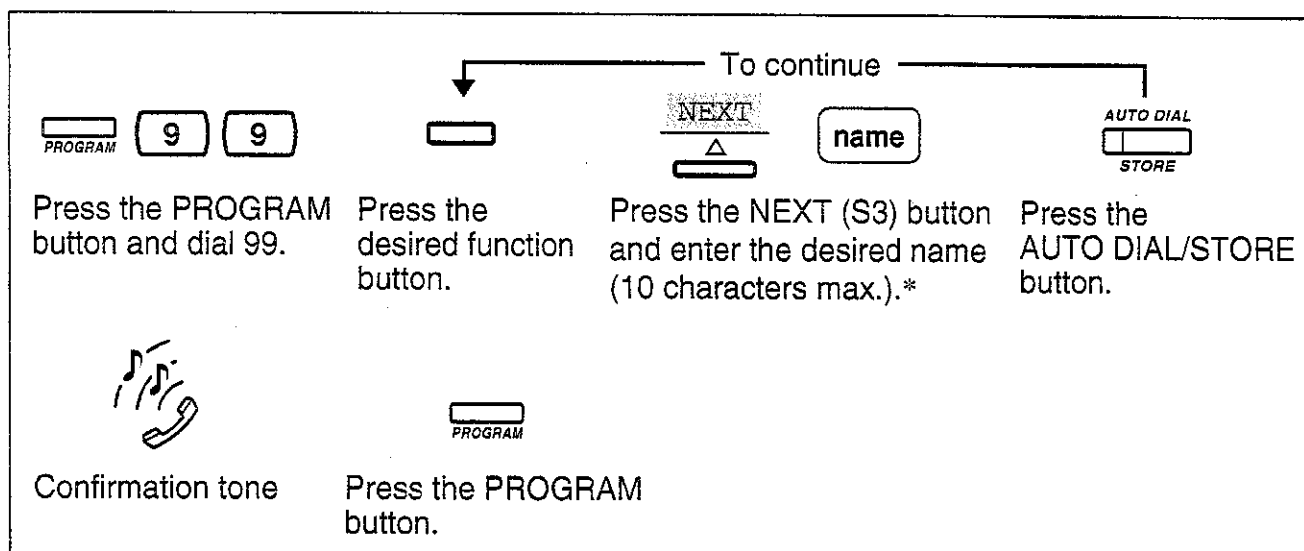 To continue
PROGRAM
9
9
NEXT
name
AUTO DIAL
STORE
Press the PROGRAM
button and dial 99.
Press the
desired function
button.
Press the NEXT (S3) button
and enter the desired name
(10 characters max.).*
Press the
AUTO DIAL/STORE
button.
Confirmation tone
PROGRAM
Press the PROGRAM
button.